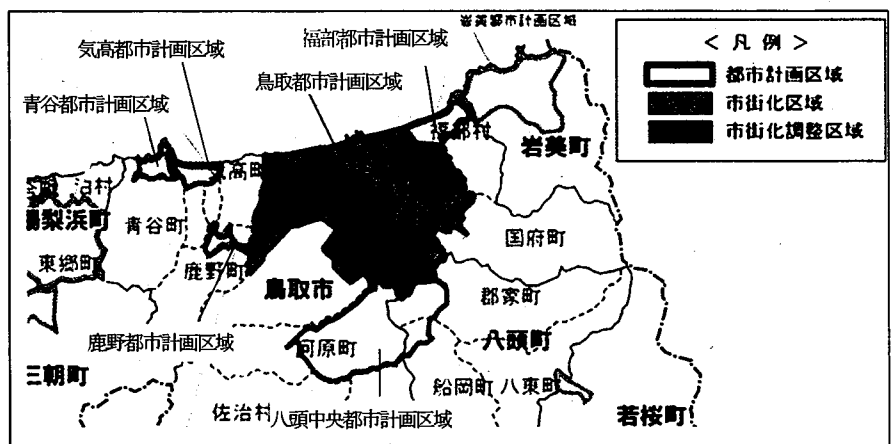 岩美都市計画区域
福部都市計画区域
気高都市計画区域
鳥取都市計画区域
青谷都市計画区域
＜ 凡 例 ＞
都市計画区域
市街化区域
市街化調整区域
福部村
岩美町
高町
泊村
梨浜町
青谷町
国府町
東郷町
鹿野町
鳥取市
郡家町
鹿野都市計画区域
河原町
八頭町
三朝町
船岡町
八東町
佐治村
八頭中央都市計画区域
若桜町